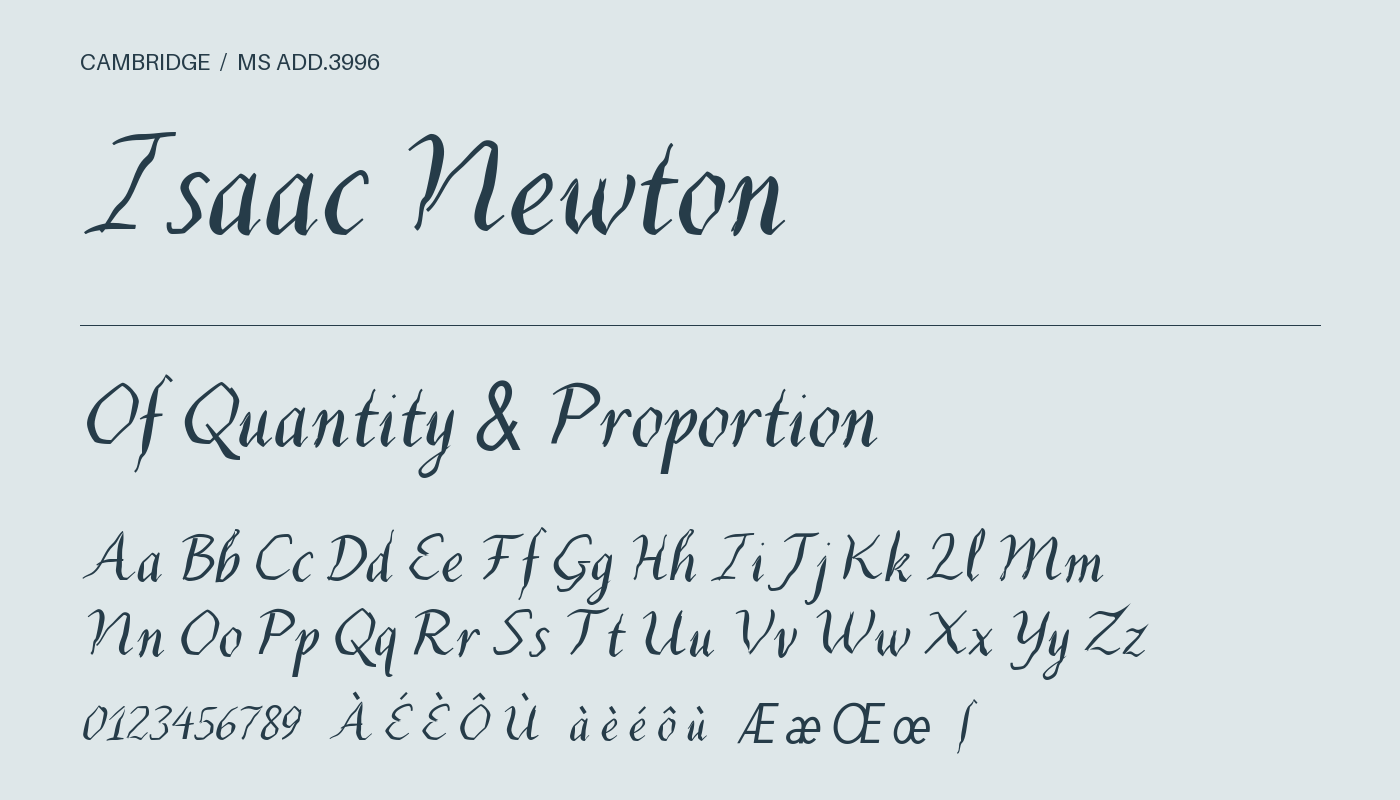 CAMBRIDGE / MS ADD.3996
Isaac Newton
Of Quantity & Proportion
Aa Bb Cc Dd Ee Ff Gg Hh Ii Jj Kk Ll Mm
Nn Oo Pp Qq Rr Ss Tt Uu Vv Ww Xx Yy Zz
0123456789 À É È Ô Ù à è é ô ù Æ æ Œ œ ſ